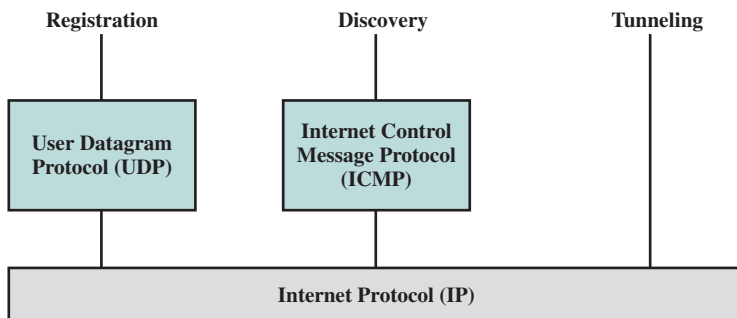 Registration
Discovery
Tunneling
User Datagram
Protocol (UDP)
Internet Control
Message Protocol
(ICMP)
Internet Protocol (IP)